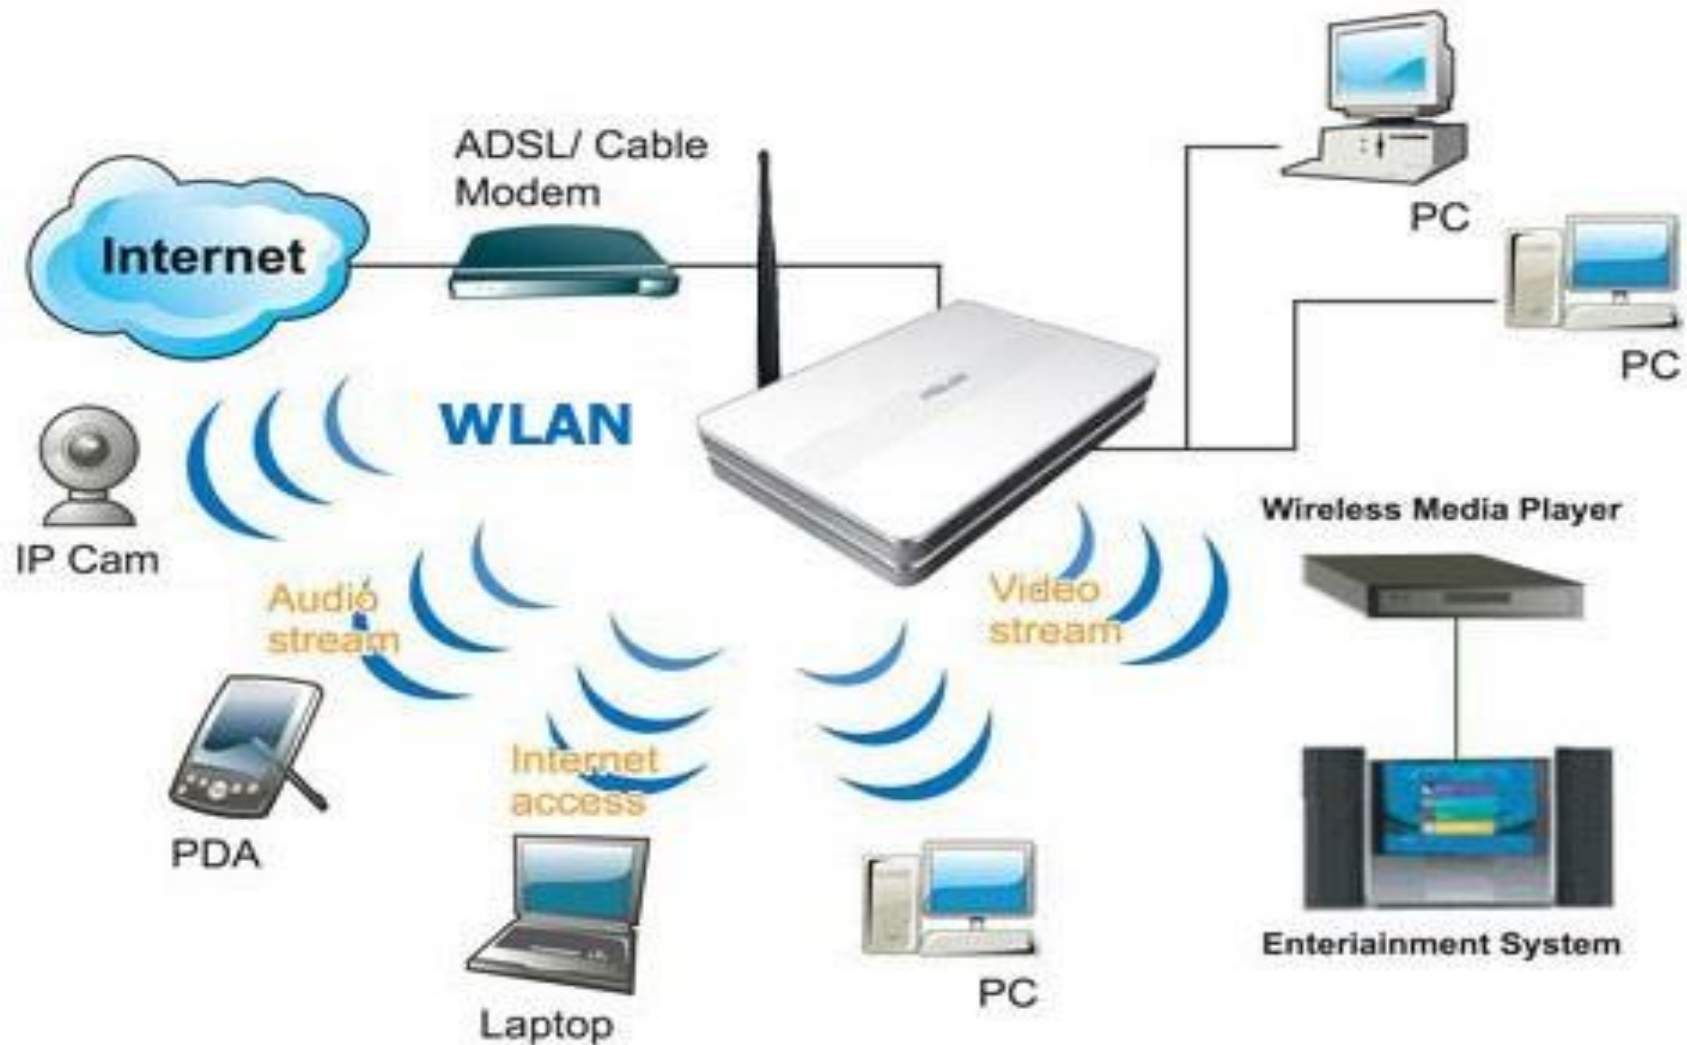 ADSL/ Cable
Modem
Internet
PC
PC
WLAN
IP Cam
Wireless Media Player
Audio
stream
Video
stream
PDA
Internet
access
Laptop
PC
Enteriainment System